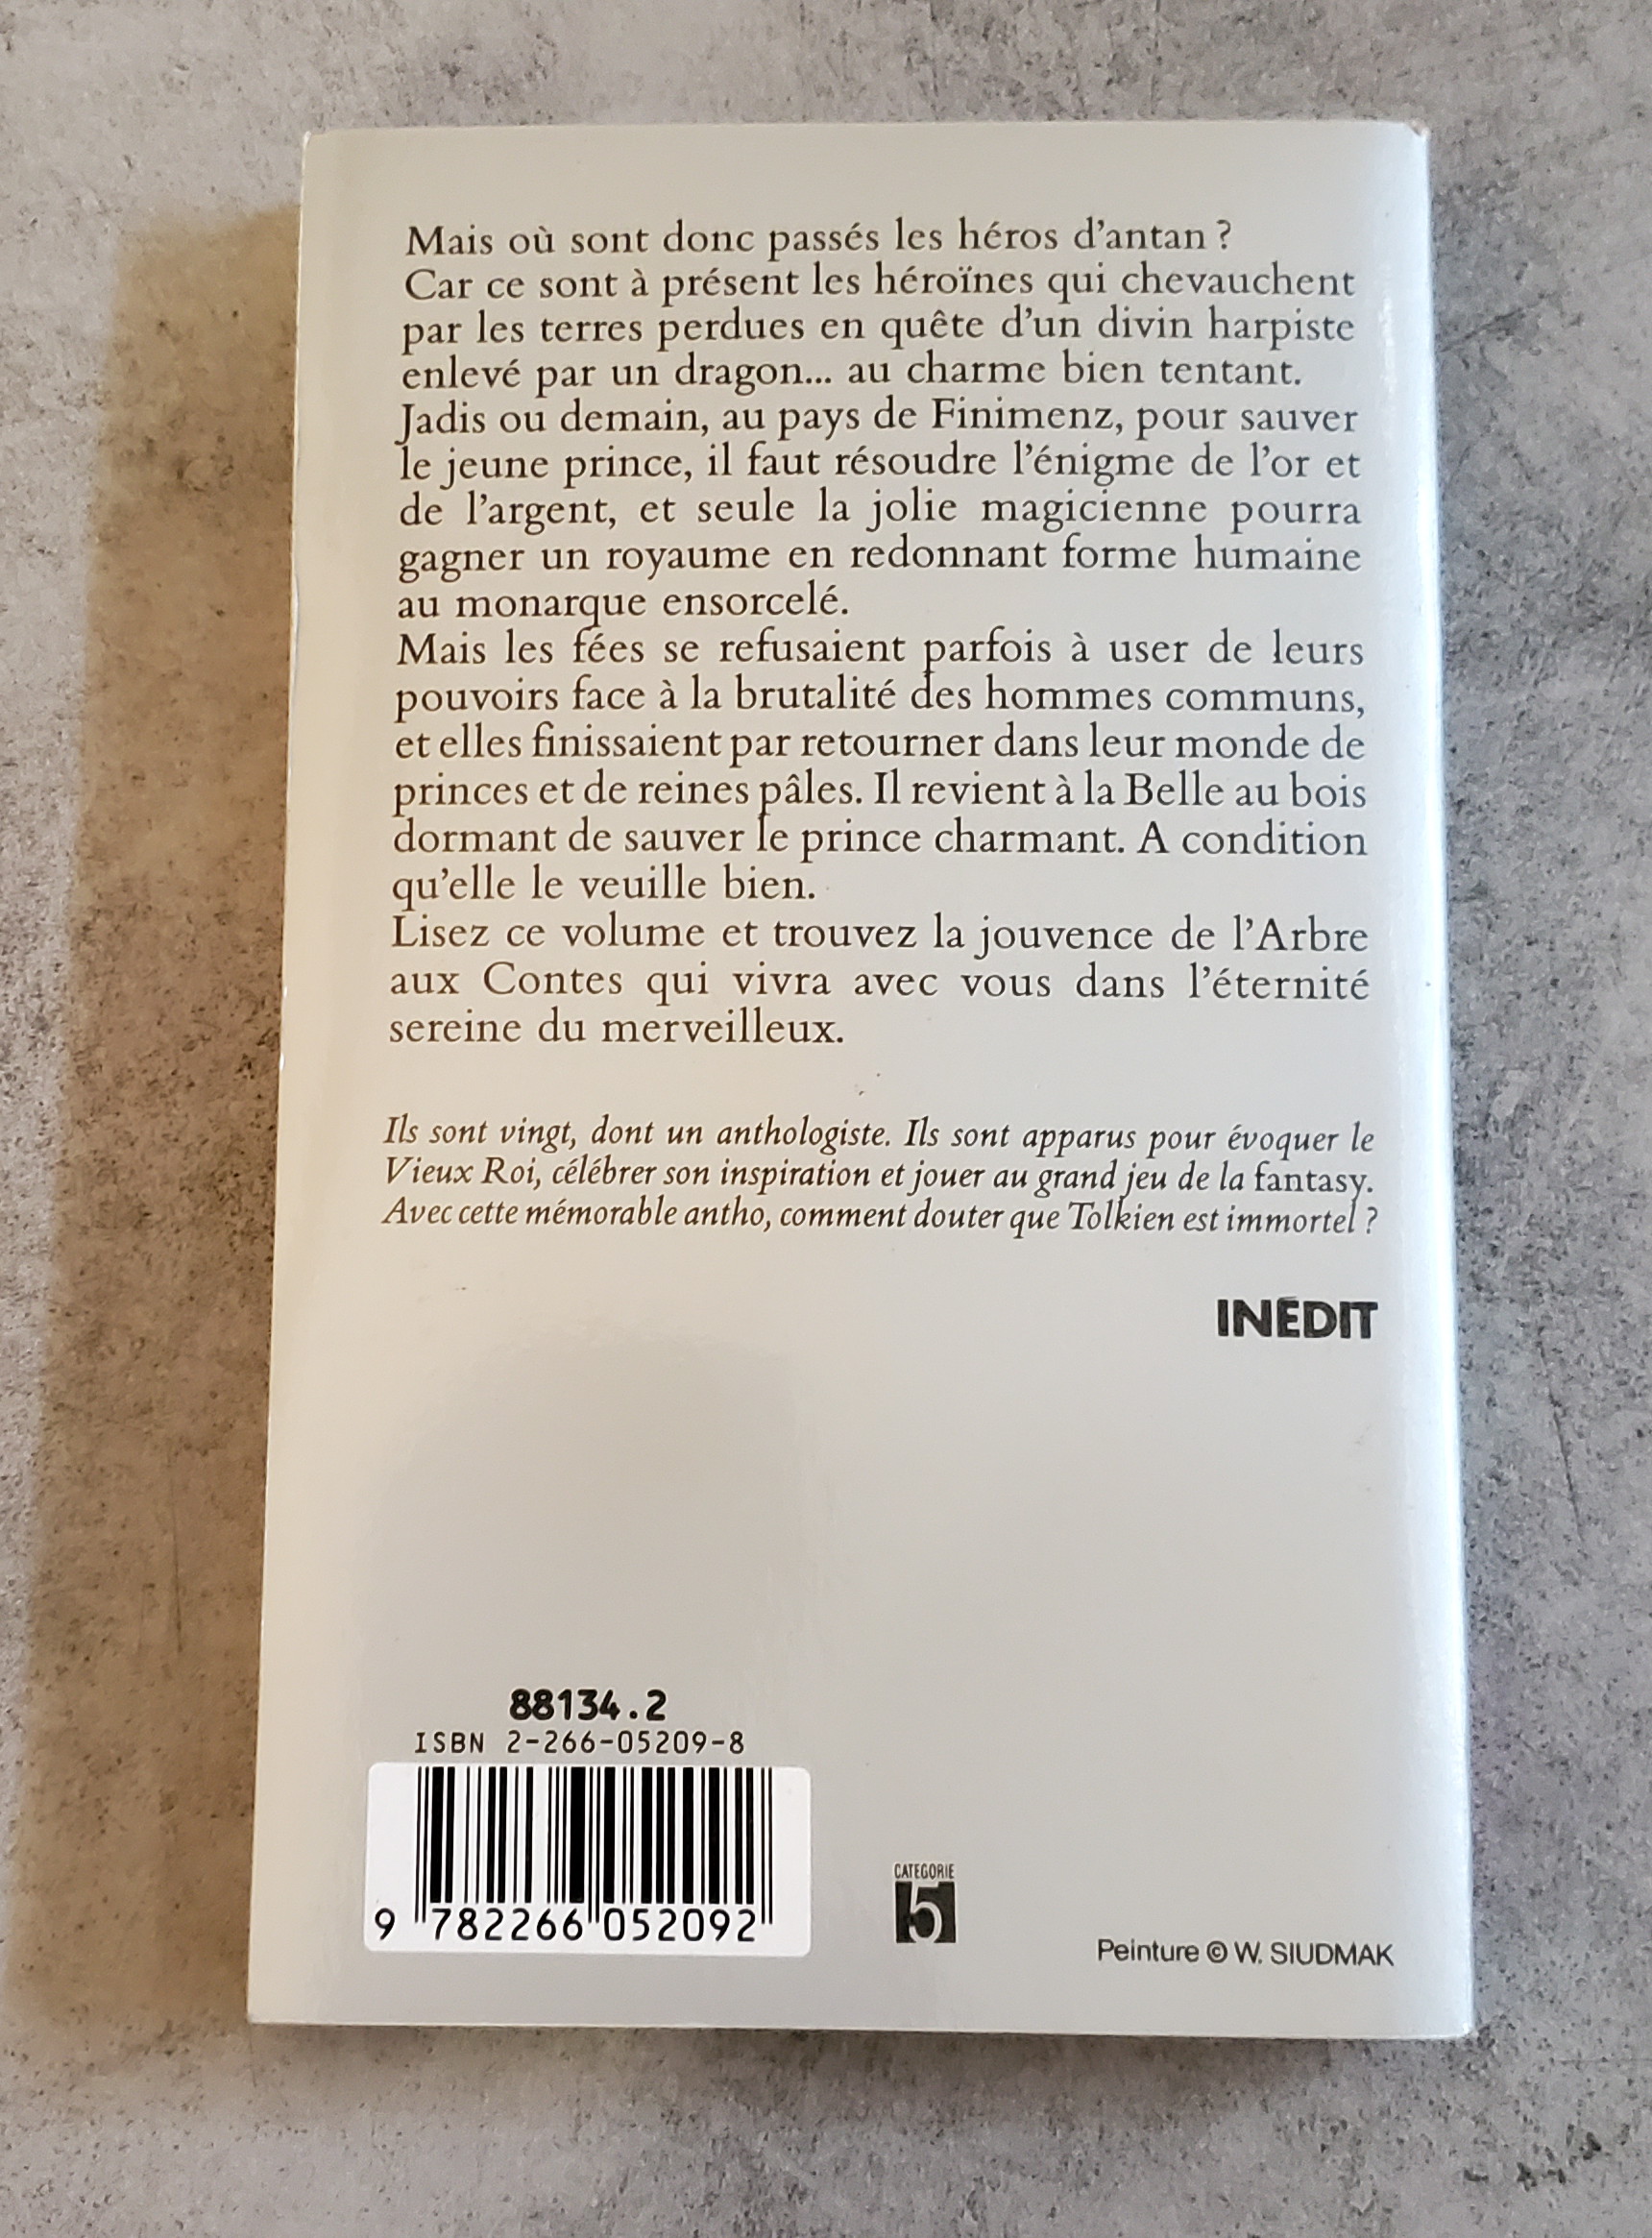 Mais où sont donc passés les héros d'antan ?
Car ce sont à présent les héroïnes qui chevauchent
par les terres perdues en quête d'un divin harpiste
enlevé par un dragon... au charme bien tentant.
Jadis ou demain, au pays de Finimenz, pour sauver
le jeune prince, il faut résoudre l'énigme de l'or et
de l'argent, et seule la jolie magicienne pourra
gagner un royaume en redonnant forme humaine
au monarque ensorcelé.
Mais les fées se refusaient parfois à user de leurs
pouvoirs face à la brutalité des hommes communs,
et elles finissaient par retourner dans leur monde de
princes et de reines pâles. Il revient à la Belle au bois
dormant de sauver le prince charmant. A condition
qu'elle le veuille bien.
Lisez ce volume et trouvez la jouvence de l'Arbre
aux Contes qui vivra avec vous dans l'éternité
sereine du merveilleux.
Ils sont vingt, dont un anthologiste. Ils sont apparus pour évoquer le
Vieux Roi, célébrer son inspiration et jouer au grand jeu de la fantasy.
Avec cette mémorable antho, comment douter que Tolkien est immortel ?
INÉDIT
88134.2
ISBN 2-266-05209-8
9 782266 052092
CATEGORIE
5
Peinture © W. SIUDMAK